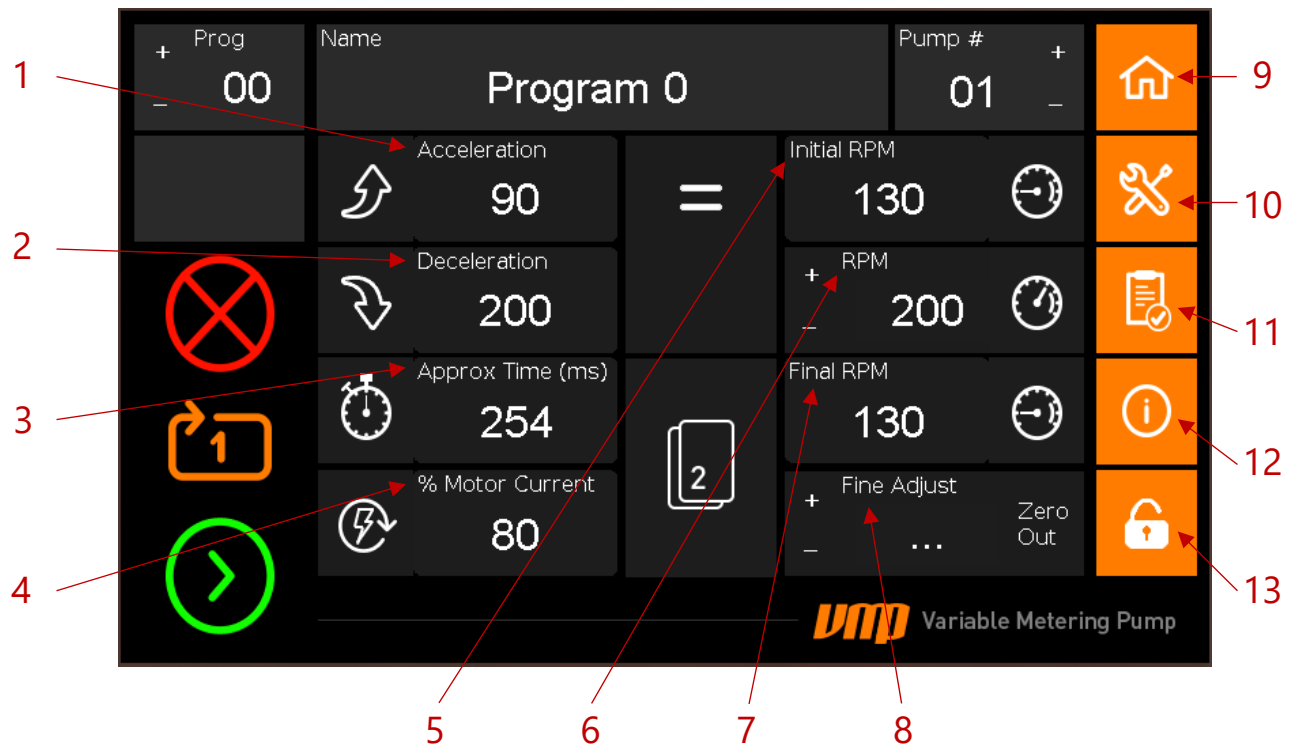 Prog
+
00
–
Name
Program 0
Pump #
+
01
–
1
9
Acceleration
90
=
Initial RPM
130
10
2
Deceleration
200
+
RPM
200
–
11
3
Approx Time (ms)
254
Final RPM
130
i
12
1
4
% Motor Current
80
2
+
Fine Adjust
...
–
Zero
Out
13
vmp Variable Metering Pump
5
6
7
8